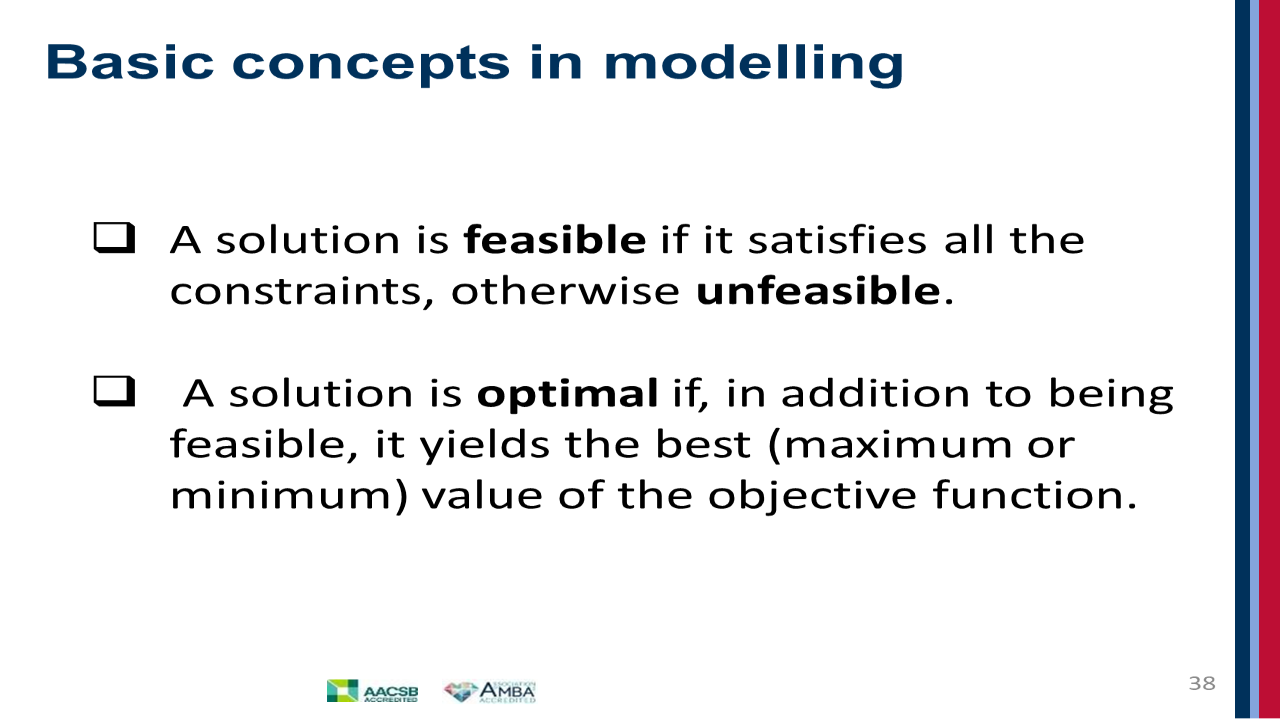 Basic concepts in modelling
A solution is feasible if it satisfies all the
constraints, otherwise unfeasible.
A solution is optimal if, in addition to being
feasible, it yields the best (maximum or
minimum) value of the objective function.
AACSB
ACCREDITED
ASSOCIATION
AMBA
ACCREDITED
38